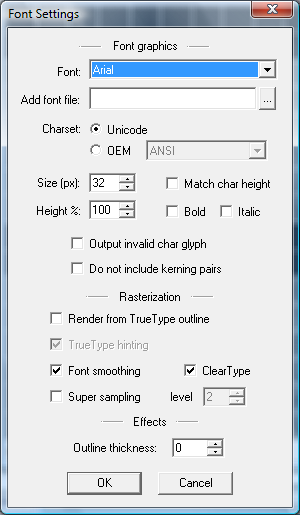 Font Settings
Font graphics
Font: Arial
Add font file: ...
Charset: Unicode
OEM ANSI
Size (px): 32 Match char height
Height %: 100 Bold Italic
Output invalid char glyph
Do not include kerning pairs
Rasterization
Render from TrueType outline
TrueType hinting
Font smoothing ClearType
Super sampling level 2
Effects
Outline thickness: 0
OK Cancel